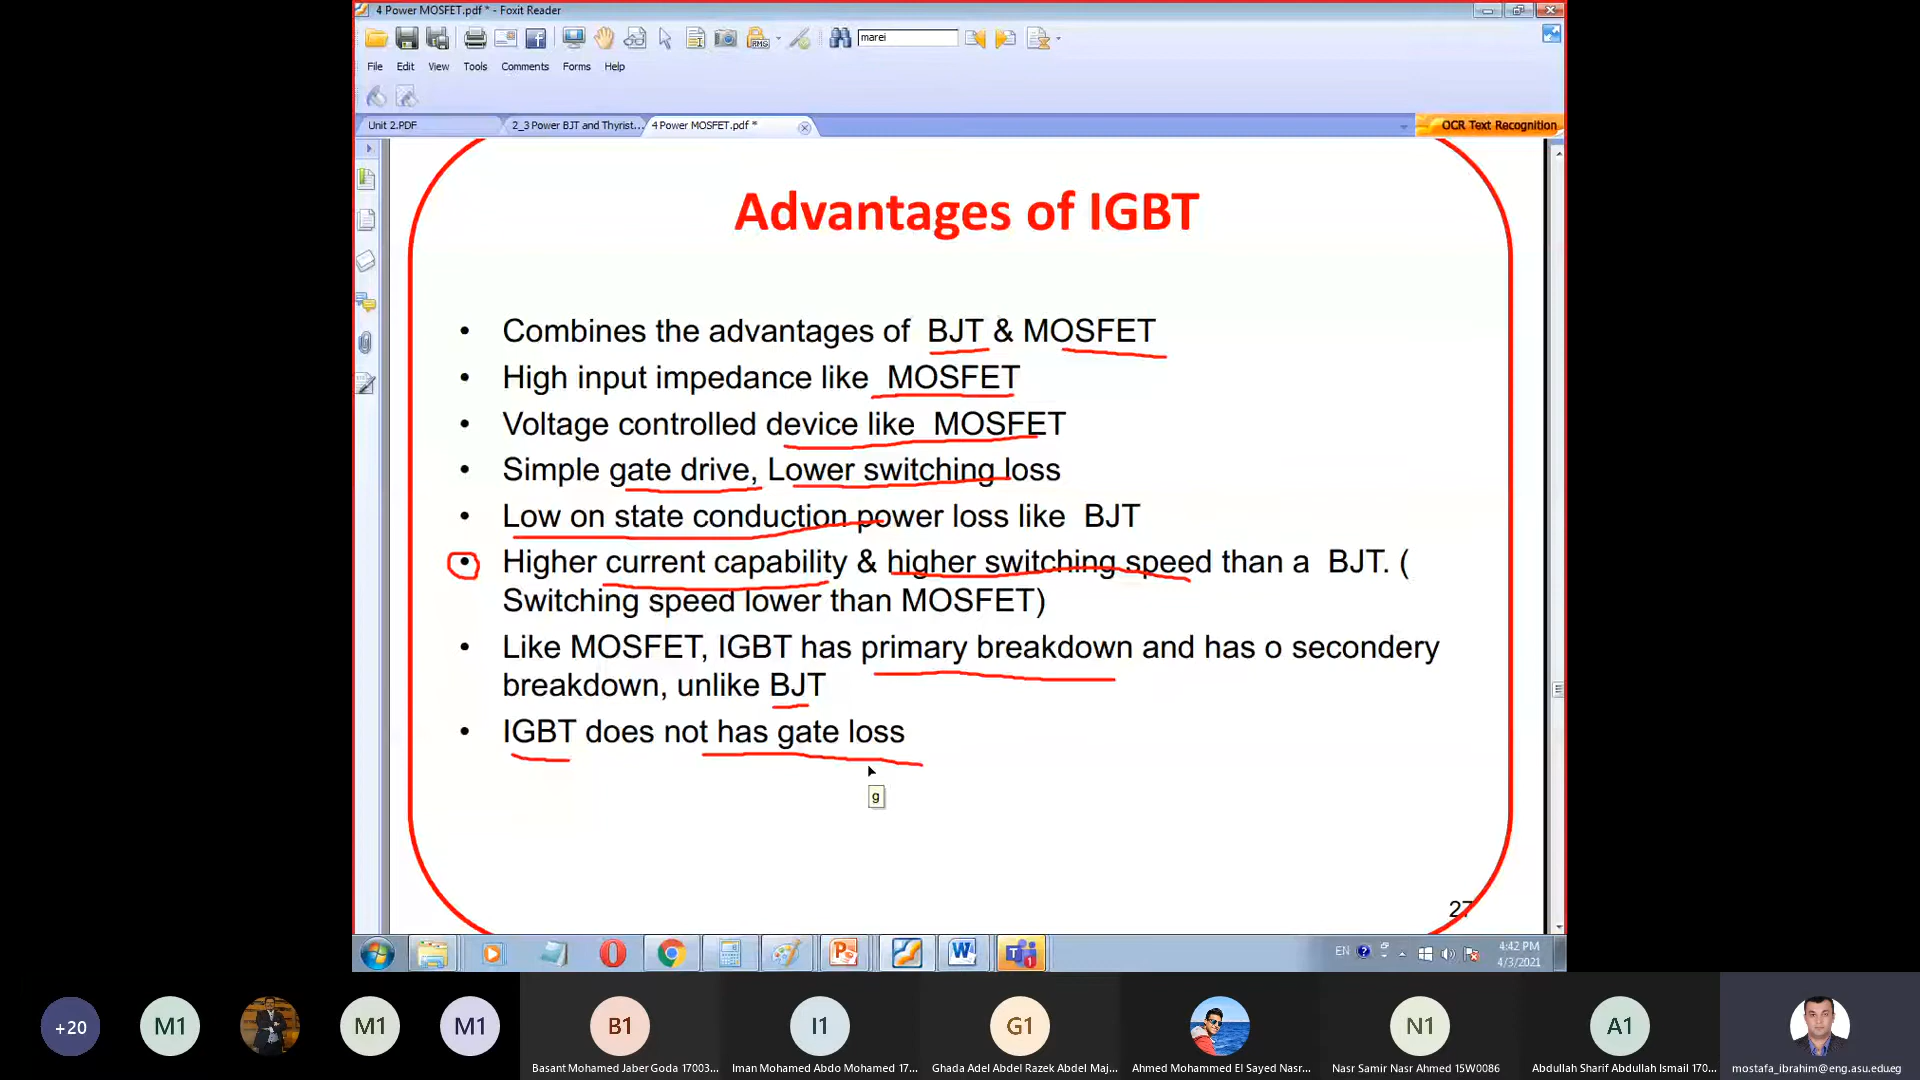 4 Power MOSFET.pdf * - Foxit Reader
marei
File Edit View Tools Comments Forms Help
Unit 2.PDF
2_3 Power BJT and Thyrist...
4 Power MOSFET.pdf *
OCR Text Recognition
Advantages of IGBT
• Combines the advantages of BJT & MOSFET
• High input impedance like MOSFET
• Voltage controlled device like MOSFET
• Simple gate drive, Lower switching loss
• Low on state conduction power loss like BJT
• Higher current capability & higher switching speed than a BJT. (
Switching speed lower than MOSFET)
• Like MOSFET, IGBT has primary breakdown and has o secondery
breakdown, unlike BJT
• IGBT does not has gate loss
g
27
EN
4:42 PM
4/3/2021
+20
M1
M1
M1
B1
I1
G1
N1
A1
Basant Mohamed Jaber Goda 17003...
Iman Mohamed Abdo Mohamed 17...
Ghada Adel Abdel Razek Abdel Maj...
Ahmed Mohammed El Sayed Nasr...
Nasr Samir Nasr Ahmed 15W0086
Abdullah Sharif Abdullah Ismail 170...
mostafa_ibrahim@eng.asu.edu.eg